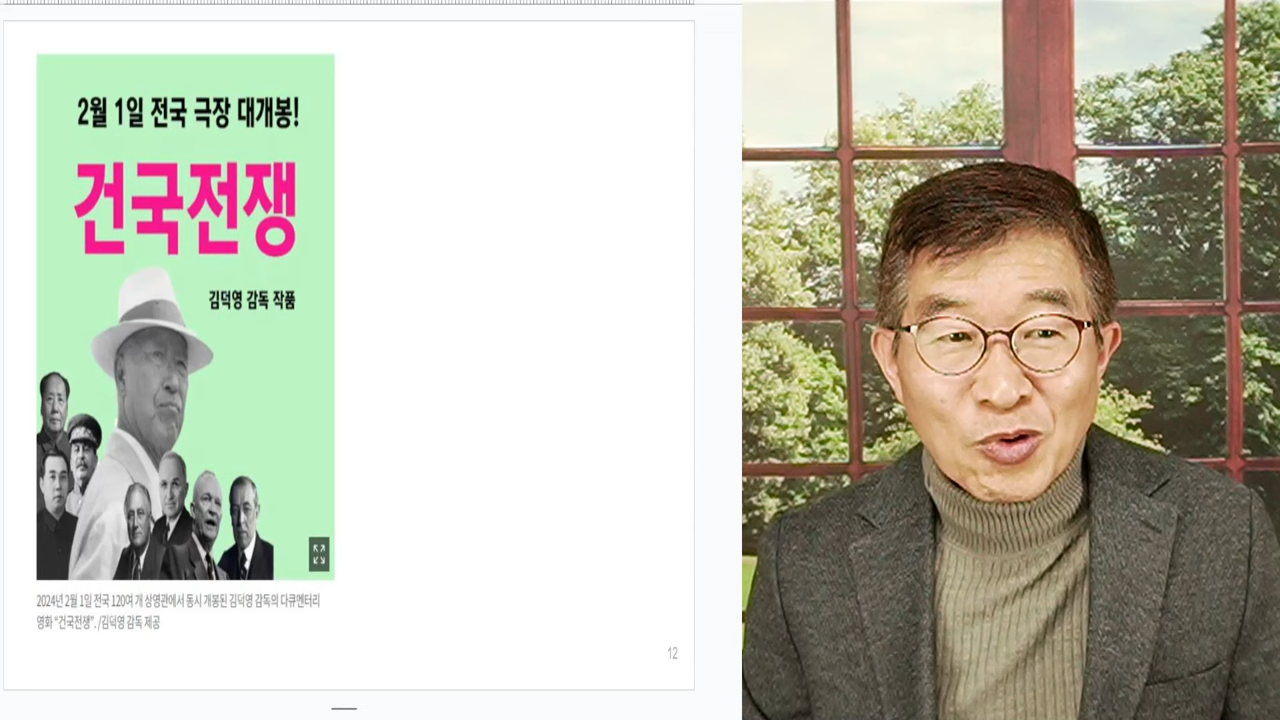 2월 1일 전국 극장 대개봉!
건국전쟁
김덕영 감독 작품
2024년 2월 1일 전국 120여 개 상영관에서 동시 개봉된 김덕영 감독의 다큐멘터리
영화 “건국전쟁”. /김덕영 감독 제공
12